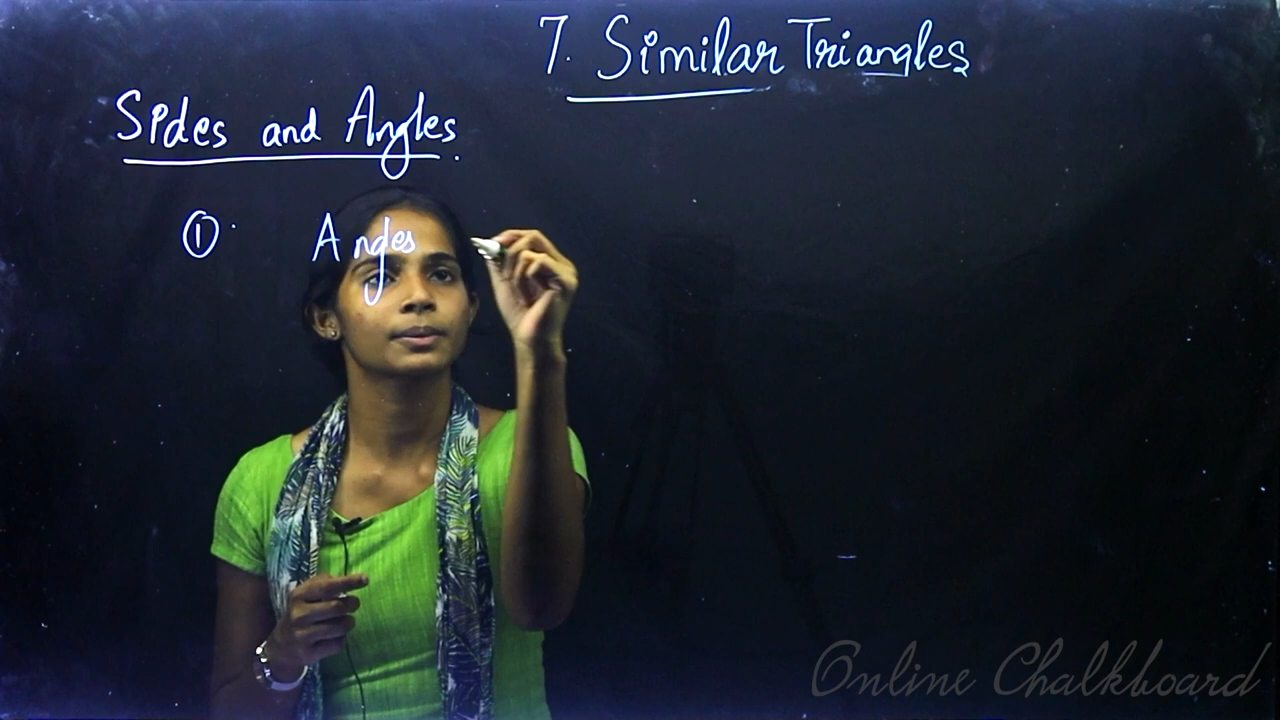 7. Similar Triangles
Sides and Angles.
① Angles
Online Chalkboard